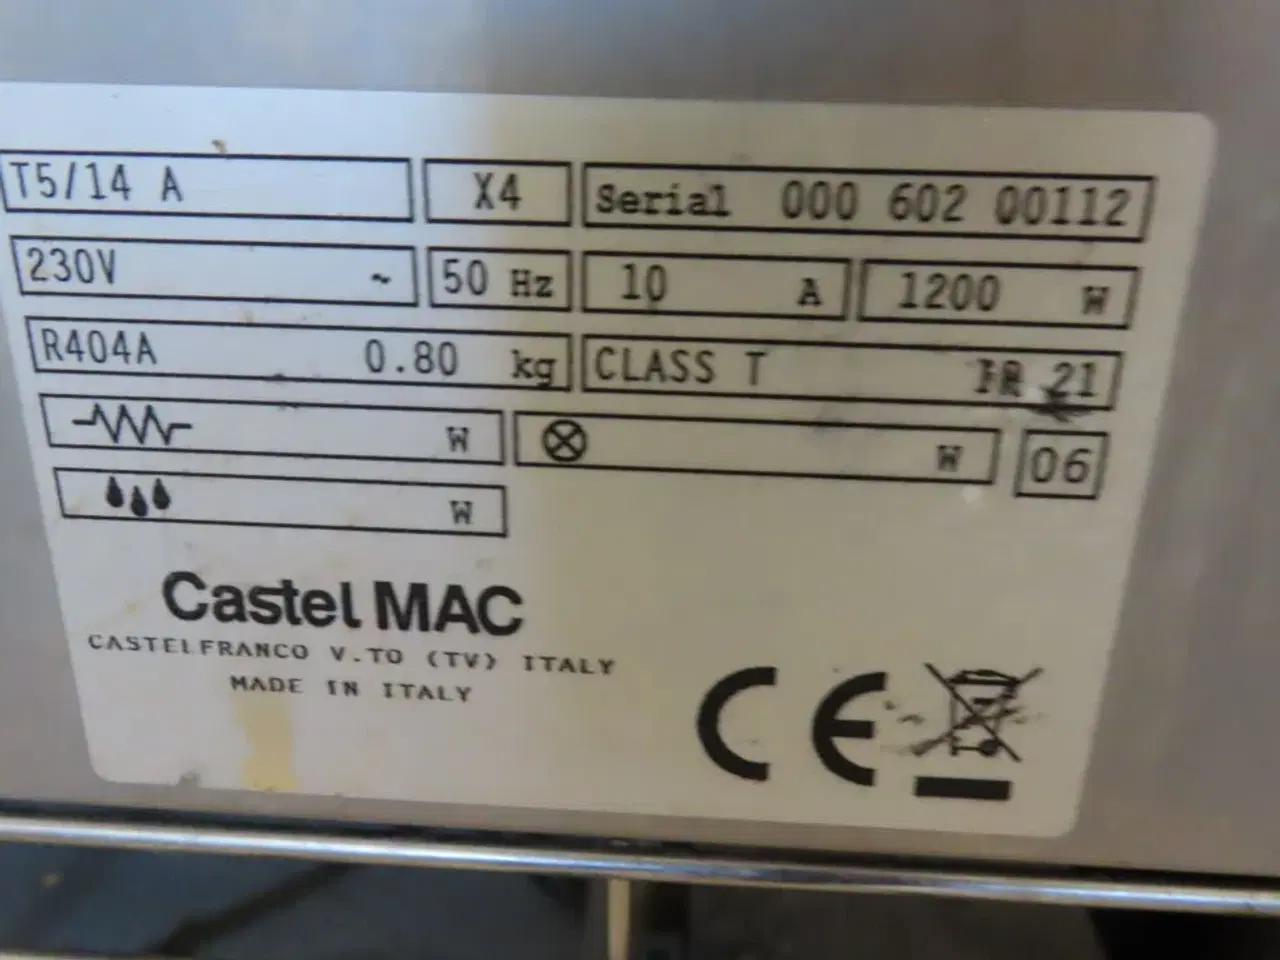 T5/14 A X4 Serial 000 602 00112
230V ~ 50 Hz 10 A 1200 W
R404A 0.80 kg CLASS T 21
W W 06
W
Castel MAC
CASTELFRANCO V.TO (TV) ITALY
MADE IN ITALY
CE